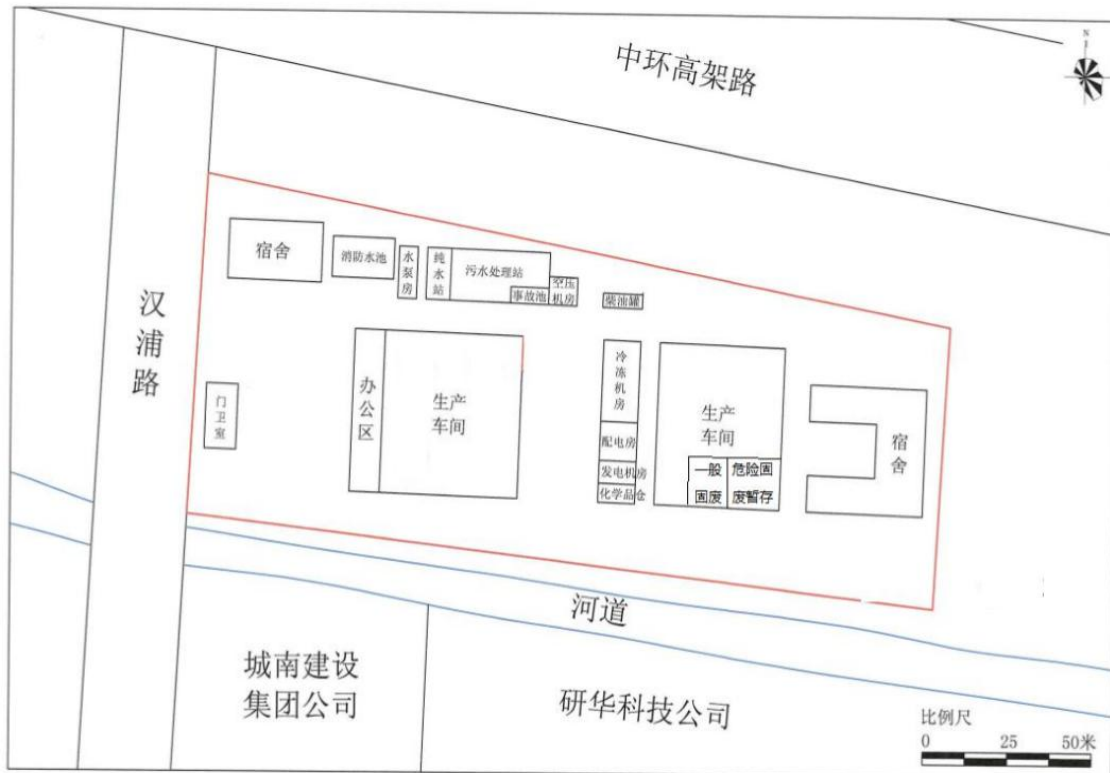 N
中环高架路
宿舍
消防水池
水泵房
纯水站
污水处理站
事故池
空压
机房
柴油罐
汉浦路
门卫室
办公区
生产
车间
冷冻机房
配电房
发电机房
化学品仓
生产
车间
一般
固废
危险固
废暂存
宿舍
河道
城南建设
集团公司
研华科技公司
比例尺
0 25 50米